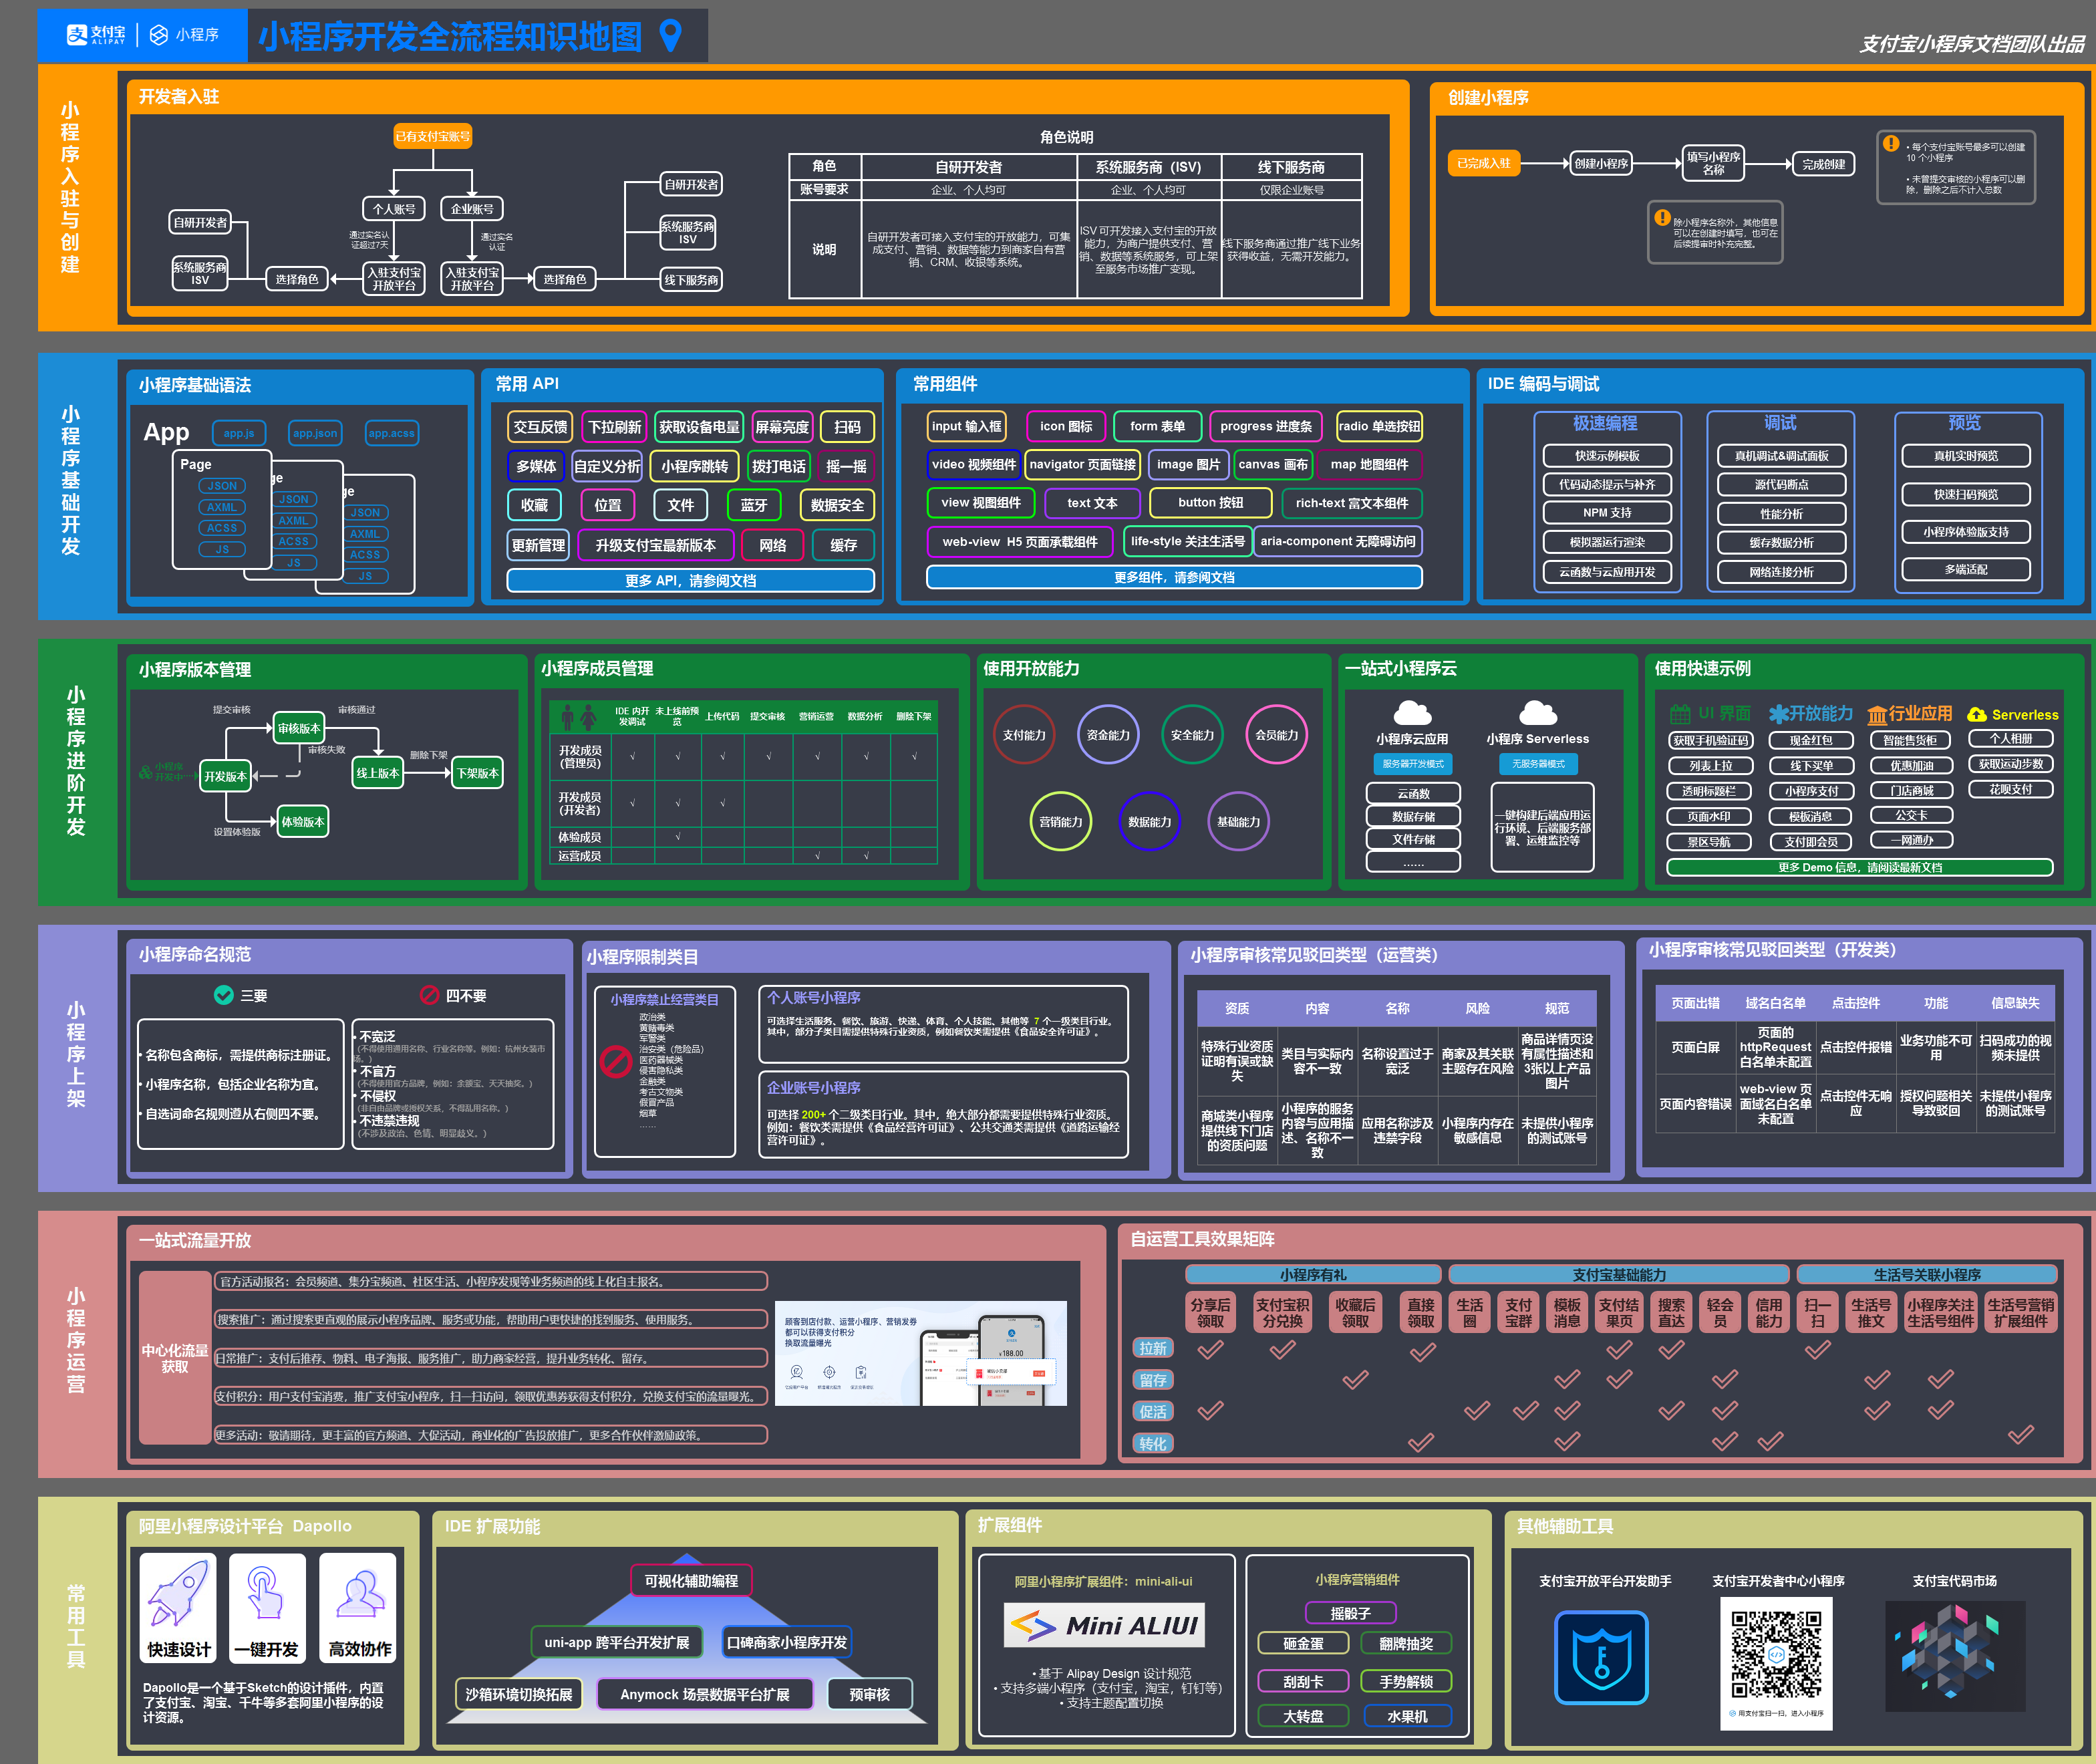 支付宝
ALIPAY
小程序
小程序开发全流程知识地图
支付宝小程序文档团队出品
小程序入驻与创建
开发者入驻
已有支付宝账号
个人账号
企业账号
通过实名认
证超过7天
通过实名
认证
自研开发者
系统服务商
ISV
选择角色
入驻支付宝
开放平台
入驻支付宝
开放平台
选择角色
自研开发者
系统服务商
ISV
线下服务商
角色说明
角色
自研开发者
系统服务商（ISV）
线下服务商
账号要求
企业、个人均可
企业、个人均可
仅限企业账号
说明
自研开发者可接入支付宝的开放能力，可集
成支付、营销、数据等能力到商家自有营
销、CRM、收银等系统。
ISV 可开发接入支付宝的开放
能力，为商户提供支付、营
销、数据等系统服务，可上架
至服务市场推广变现。
线下服务商通过推广线下业务
获得收益，无需开发能力。
创建小程序
已完成入驻
创建小程序
填写小程序
名称
完成创建
• 每个支付宝账号最多可以创建
10 个小程序
• 未曾提交审核的小程序可以删
除，删除之后不计入总数
除小程序名称外，其他信息
可以在创建时填写，也可在
后续提审时补充完整。
小程序基础开发
小程序基础语法
App
app.js
app.json
app.acss
Page
JSON
AXML
ACSS
JS
ge
JSON
AXML
ACSS
JS
ge
JSON
AXML
ACSS
JS
常用 API
交互反馈
下拉刷新
获取设备电量
屏幕亮度
扫码
多媒体
自定义分析
小程序跳转
拨打电话
摇一摇
收藏
位置
文件
蓝牙
数据安全
更新管理
升级支付宝最新版本
网络
缓存
更多 API，请参阅文档
常用组件
input 输入框
icon 图标
form 表单
progress 进度条
radio 单选按钮
video 视频组件
navigator 页面链接
image 图片
canvas 画布
map 地图组件
view 视图组件
text 文本
button 按钮
rich-text 富文本组件
web-view H5 页面承载组件
life-style 关注生活号
aria-component 无障碍访问
更多组件，请参阅文档
IDE 编码与调试
极速编程
快速示例模板
代码动态提示与补齐
NPM 支持
模拟器运行渲染
云函数与云应用开发
调试
真机调试&调试面板
源代码断点
性能分析
缓存数据分析
网络连接分析
预览
真机实时预览
快速扫码预览
小程序体验版支持
多端适配
小程序进阶开发
小程序版本管理
提交审核
审核版本
审核通过
审核失败
小程序
开发中
开发版本
线上版本
删除下架
下架版本
设置体验版
体验版本
小程序成员管理
IDE 内开
发调试
未上线前预
览
上传代码
提交审核
营销运营
数据分析
删除下架
开发成员
(管理员)
√ √ √ √ √ √ √
开发成员
(开发者)
√ √ √
体验成员
√
运营成员
√ √
使用开放能力
支付能力
资金能力
安全能力
会员能力
营销能力
数据能力
基础能力
一站式小程序云
小程序云应用
服务器开发模式
云函数
数据存储
文件存储
……
小程序 Serverless
无服务器模式
一键构建后端应用运
行环境、后端服务部
署、运维监控等
使用快速示例
UI 界面
获取手机验证码
列表上拉
透明标题栏
页面水印
景区导航
开放能力
现金红包
线下买单
小程序支付
模板消息
支付即会员
行业应用
智能售货柜
优惠加油
门店商城
公交卡
一网通办
Serverless
个人相册
获取运动步数
花呗支付
更多 Demo 信息，请阅读最新文档
小程序上架
小程序命名规范
三要
• 名称包含商标，需提供商标注册证。
• 小程序名称，包括企业名称为宜。
• 自选词命名规则遵从右侧四不要。
四不要
• 不宽泛
(不得使用通用名称、行业名称等，例如：杭州女装市
场。)
• 不官方
(不得使用官方品牌，例如：余额宝、天天抽奖。)
• 不侵权
(非自由品牌或授权关系，不得乱用名称。)
• 不违禁违规
(不涉及政治、色情、明显歧义。)
小程序限制类目
小程序禁止经营类目
政治类
黄赌毒类
军警类
治安类（危险品）
医药器械类
侵害隐私类
金融类
考古文物类
假冒产品
烟草
……
个人账号小程序
可选择生活服务、餐饮、旅游、快递、体育、个人技能、其他等 7 个一级类目行业。
其中，部分子类目需提供特殊行业资质，例如餐饮类需提供《食品安全许可证》。
企业账号小程序
可选择 200+ 个二级类目行业。其中，绝大部分都需要提供特殊行业资质。
例如：餐饮类需提供《食品经营许可证》、公共交通类需提供《道路运输经
营许可证》。
小程序审核常见驳回类型（运营类）
资质
内容
名称
风险
规范
特殊行业资质
证明有误或缺
失
类目与实际内
容不一致
名称设置过于
宽泛
商家及其关联
主题存在风险
商品详情页没
有属性描述和
3张以上产品
图片
商城类小程序
提供线下门店
的资质问题
小程序的服务
内容与应用描
述、名称不一
致
应用名称涉及
违禁字段
小程序内存在
敏感信息
未提供小程序
的测试账号
小程序审核常见驳回类型（开发类）
页面出错
域名白名单
点击控件
功能
信息缺失
页面白屏
页面的
httpRequest
白名单未配置
点击控件报错
业务功能不可
用
扫码成功的视
频未提供
页面内容错误
web-view 页
面域名白名单
未配置
点击控件无响
应
授权问题相关
导致驳回
未提供小程序
的测试账号
小程序运营
一站式流量开放
中心化流量
获取
官方活动报名：会员频道、集分宝频道、社区生活、小程序发现等业务频道的线上化自主报名。
搜索推广：通过搜索更直观的展示小程序品牌、服务或功能，帮助用户更快捷的找到服务、使用服务。
日常推广：支付后推荐、物料、电子海报、服务推广，助力商家经营，提升业务转化、留存。
支付积分：用户支付宝消费，推广支付宝小程序，扫一扫访问，领取优惠券获得支付积分，兑换支付宝的流量曝光。
更多活动：敬请期待，更丰富的官方频道、大促活动，商业化的广告投放推广，更多合作伙伴激励政策。
顾客到店付款、运营小程序、营销发券
都可以获得支付积分
换取流量曝光
¥188.00
自运营工具效果矩阵
小程序有礼
支付宝基础能力
生活号关联小程序
分享后
领取
支付宝积
分兑换
收藏后
领取
直接
领取
生活
圈
支付
宝群
模板
消息
支付结
果页
搜索
直达
轻会
员
信用
能力
扫一
扫
生活号
推文
小程序关注
生活号组件
生活号营销
扩展组件
拉新
留存
促活
转化
常用工具
阿里小程序设计平台 Dapollo
快速设计
一键开发
高效协作
Dapollo是一个基于Sketch的设计插件，内置
了支付宝、淘宝、千牛等多套阿里小程序的设
计资源。
IDE 扩展功能
可视化辅助编程
uni-app 跨平台开发扩展
口碑商家小程序开发
沙箱环境切换拓展
Anymock 场景数据平台扩展
预审核
扩展组件
阿里小程序扩展组件：mini-ali-ui
Mini ALIUI
• 基于 Alipay Design 设计规范
• 支持多端小程序（支付宝，淘宝，钉钉等）
• 支持主题配置切换
小程序营销组件
摇骰子
砸金蛋
翻牌抽奖
刮刮卡
手势解锁
大转盘
水果机
其他辅助工具
支付宝开放平台开发助手
支付宝开发者中心小程序
用支付宝扫一扫，进入小程序
支付宝代码市场